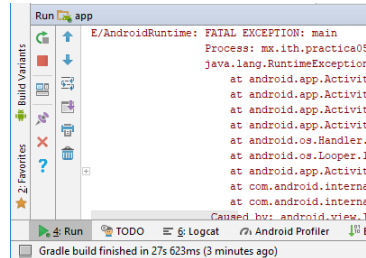 Run app
E/AndroidRuntime: FATAL EXCEPTION: main
Process: mx.ith.practica05
java.lang.RuntimeException
at android.app.Activit
at android.app.Activit
at android.app.Activit
at android.app.Activit
at android.os.Handler.
at android.os.Looper.
at android.app.Activit
at com.android.interna
at com.android.interna
Caused by: android.view.
Build Variants
2: Favorites
4: Run TODO 6: Logcat Android Profiler
Gradle build finished in 27s 623ms (3 minutes ago)